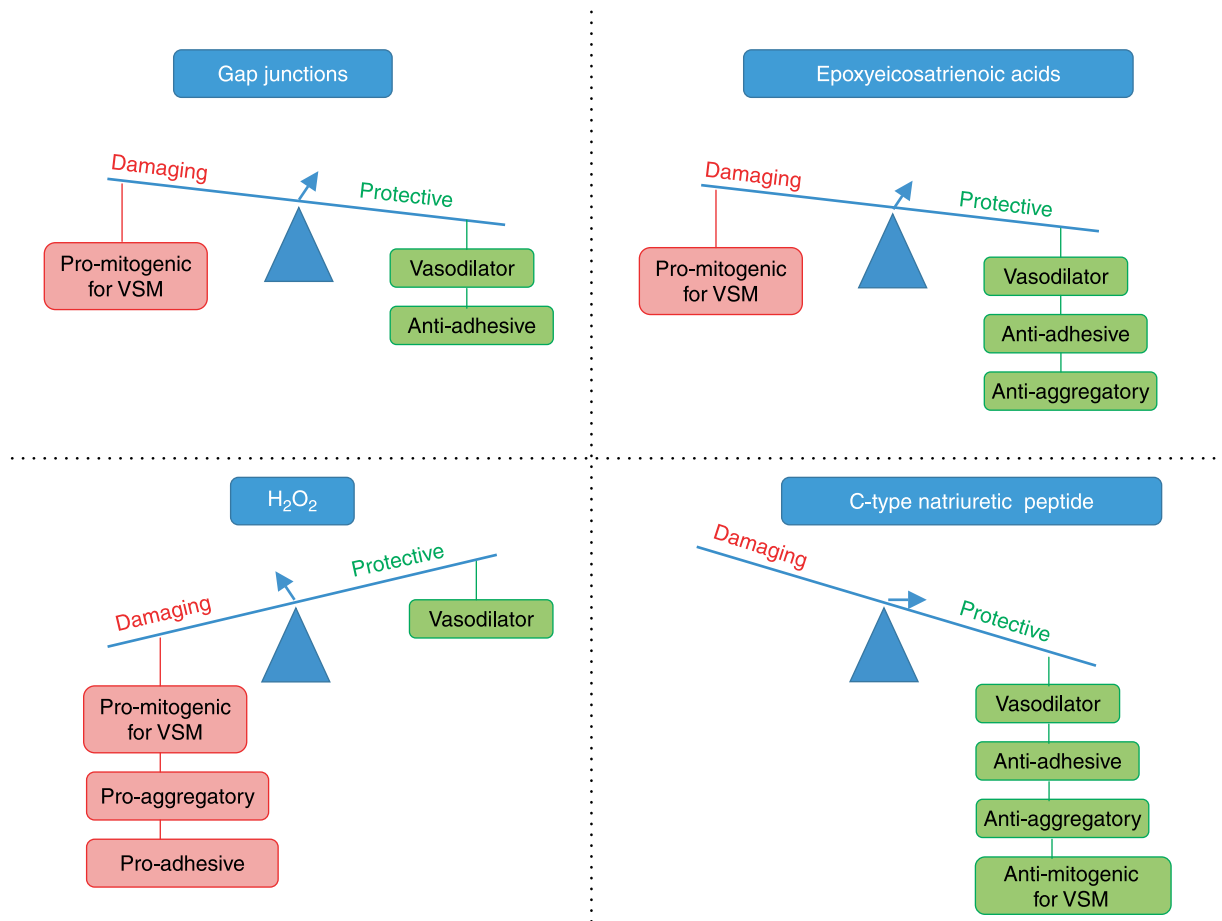 Gap junctions
Damaging
Protective
Pro-mitogenic
for VSM
Vasodilator
Anti-adhesive
Epoxyeicosatrienoic acids
Damaging
Protective
Pro-mitogenic
for VSM
Vasodilator
Anti-adhesive
Anti-aggregatory
H₂O₂
Protective
Damaging
Vasodilator
Pro-mitogenic
for VSM
Pro-aggregatory
Pro-adhesive
C-type natriuretic peptide
Damaging
Protective
Vasodilator
Anti-adhesive
Anti-aggregatory
Anti-mitogenic
for VSM